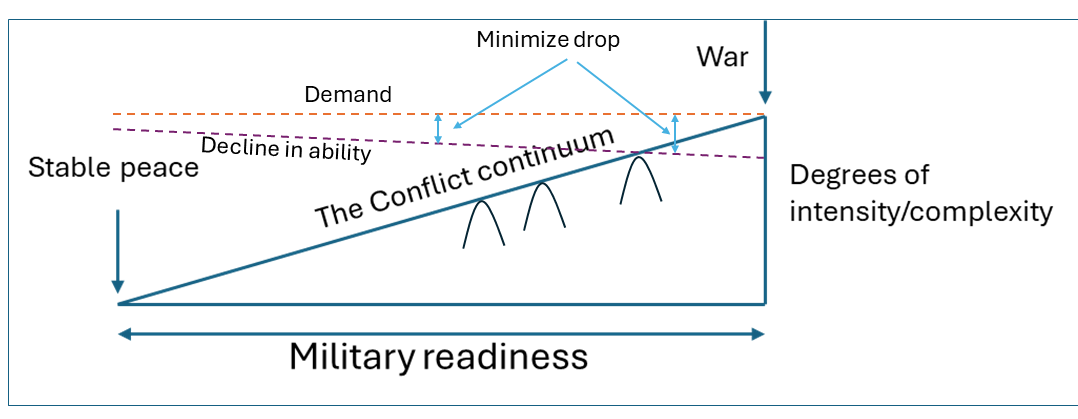 Minimize drop
War
Demand
Decline in ability
The Conflict continuum
Stable peace
Degrees of
intensity/complexity
Military readiness